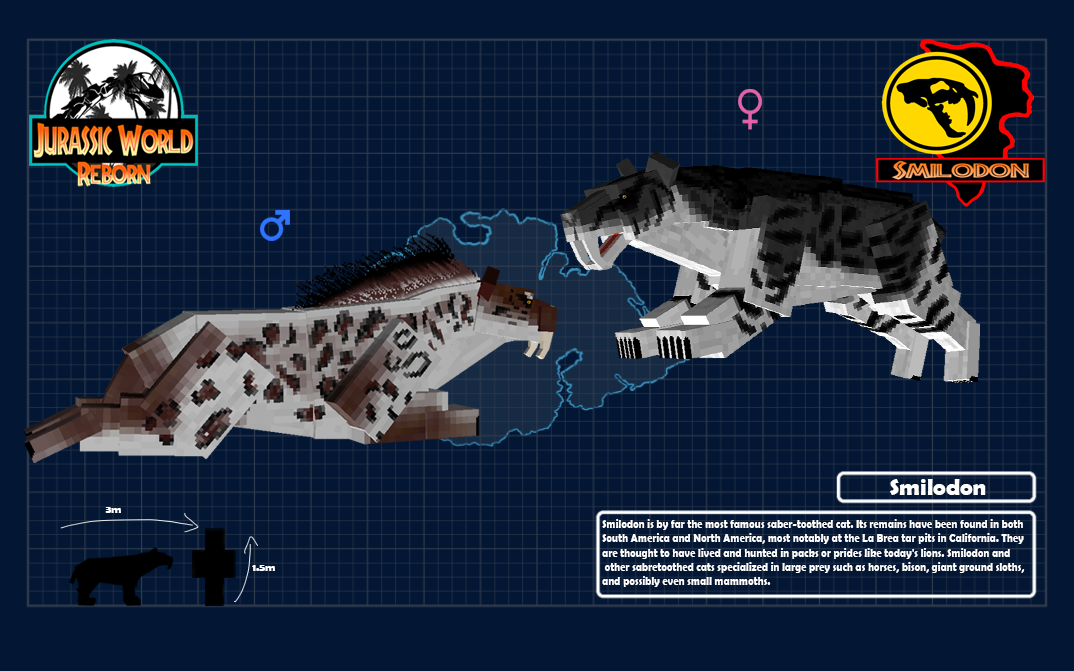 JURASSIC WORLD
REBORN
SMILODON
3m
1.5m
Smilodon
Smilodon is by far the most famous saber-toothed cat. Its remains have been found in both
South America and North America, most notably at the La Brea tar pits in California. They
are thought to have lived and hunted in packs or prides like today's lions. Smilodon and
other sabretoothed cats specialized in large prey such as horses, bison, giant ground sloths,
and possibly even small mammoths.